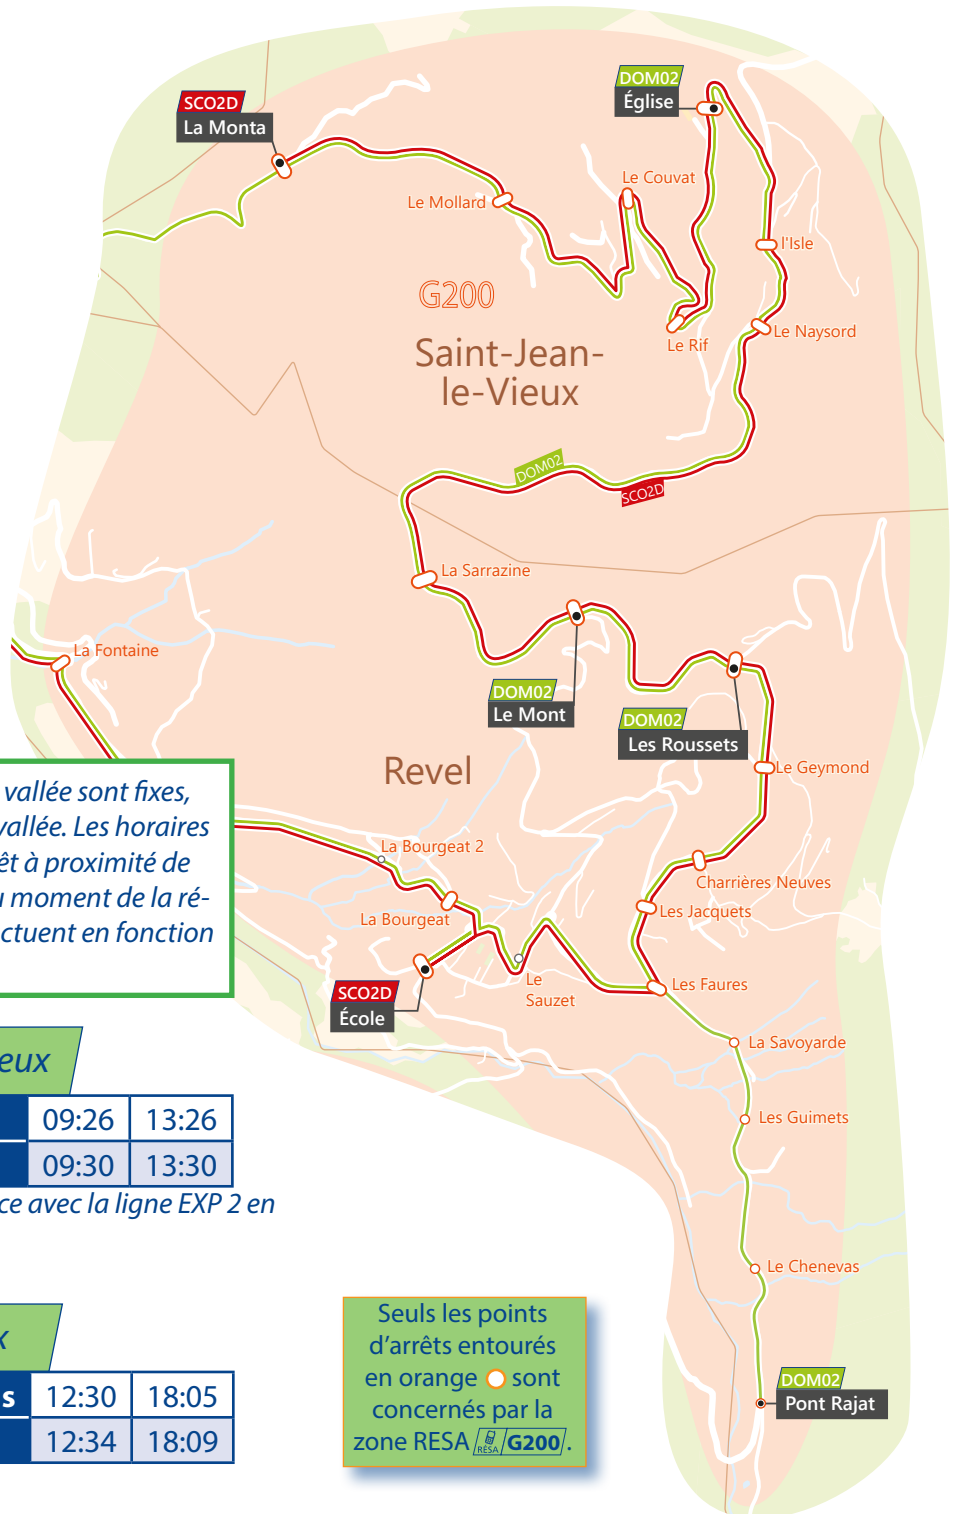 DOM02
Église
SCO2D
La Monta
Le Couvat
Le Mollard
l'Isle
G200
Le Naysord
Le Rif
Saint-Jean-
le-Vieux
DOM02
SCO2D
La Sarrazine
La Fontaine
DOM02
Le Mont
DOM02
Les Roussets
Revel
Le Geymond
vallée sont fixes,
vallée. Les horaires
êt à proximité de
u moment de la ré-
ctuent en fonction
La Bourgeat 2
Charrières Neuves
La Bourgeat
Les Jacquets
SCO2D
École
Le
Sauzet
Les Faures
La Savoyarde
eux
09:26 13:26
09:30 13:30
ce avec la ligne EXP 2 en
Les Guimets
Le Chenevas
x
s 12:30 18:05
12:34 18:09
Seuls les points
d'arrêts entourés
en orange sont
concernés par la
zone RESA RÉSA G200.
DOM02
Pont Rajat